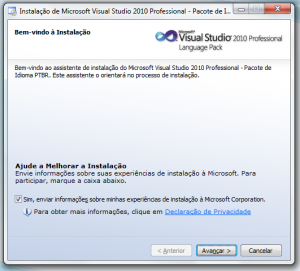 Instalação de Microsoft Visual Studio 2010 Professional - Pacote de I...
Bem-vindo à Instalação
Microsoft
Visual Studio 2010 Professional
Language Pack
Bem-vindo ao assistente de instalação do Microsoft Visual Studio 2010 Professional - Pacote de
Idioma PTBR. Este assistente o orientará no processo de instalação.
Ajude a Melhorar a Instalação
Envie informações sobre suas experiências de instalação à Microsoft. Para
participar, marque a caixa abaixo.
Sim, enviar informações sobre minhas experiências de instalação à Microsoft Corporation.
Para obter mais informações, clique em Declaração de Privacidade
< Anterior Avançar > Cancelar